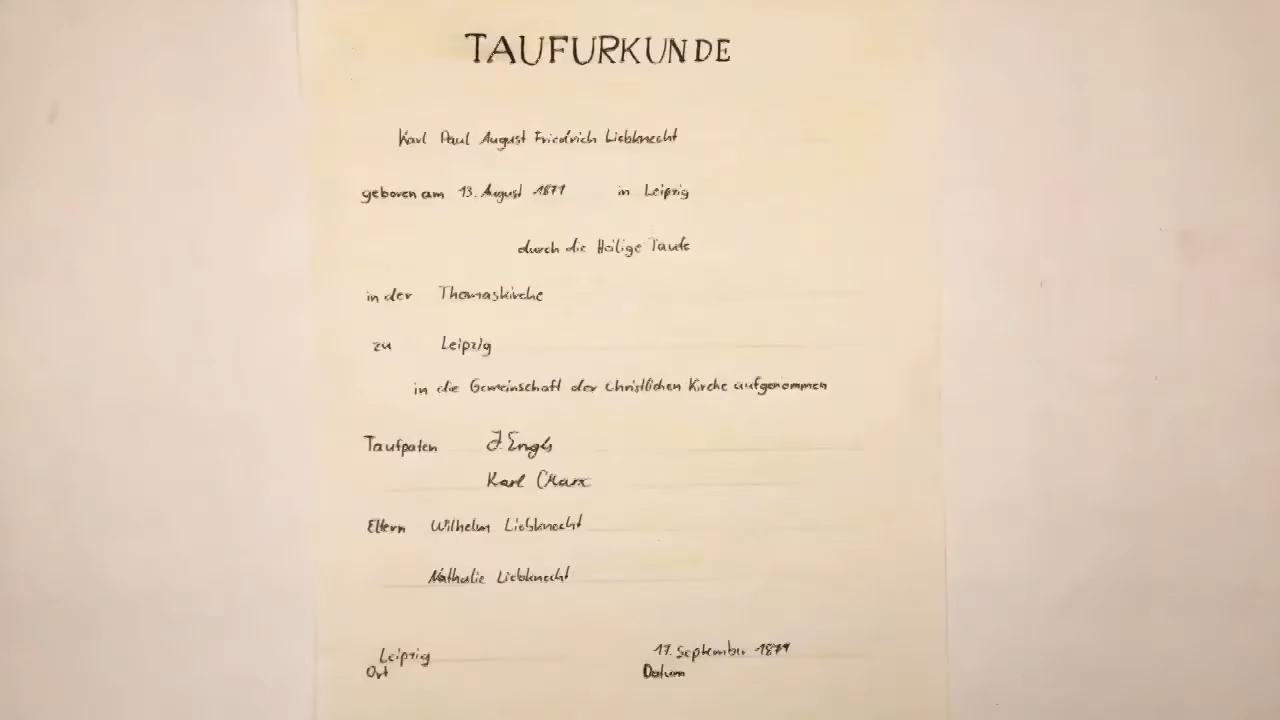 TAUFURKUNDE
Karl Paul August Friedrich Liebknecht
geboren am 13. August 1871 in Leipzig
durch die Heilige Taufe
in der Thomaskirche
zu Leipzig
in die Gemeinschaft der Christlichen Kirche aufgenommen
Taufpaten F. Engels
Karl Marx
Eltern Wilhelm Liebknecht
Nathalie Liebknecht
Leipzig 17. September 1871
Ort Datum